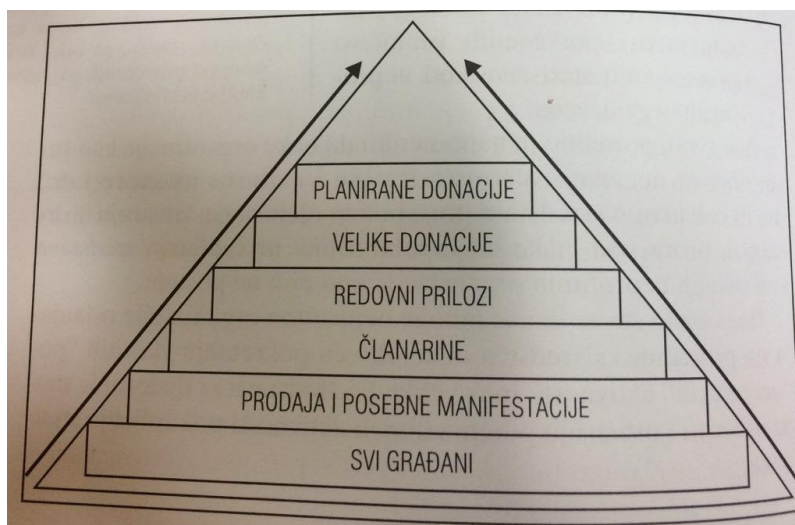 PLANIRANE DONACIJE
VELIKE DONACIJE
REDOVNI PRILOZI
ČLANARINE
PRODAJA I POSEBNE MANIFESTACIJE
SVI GRAĐANI